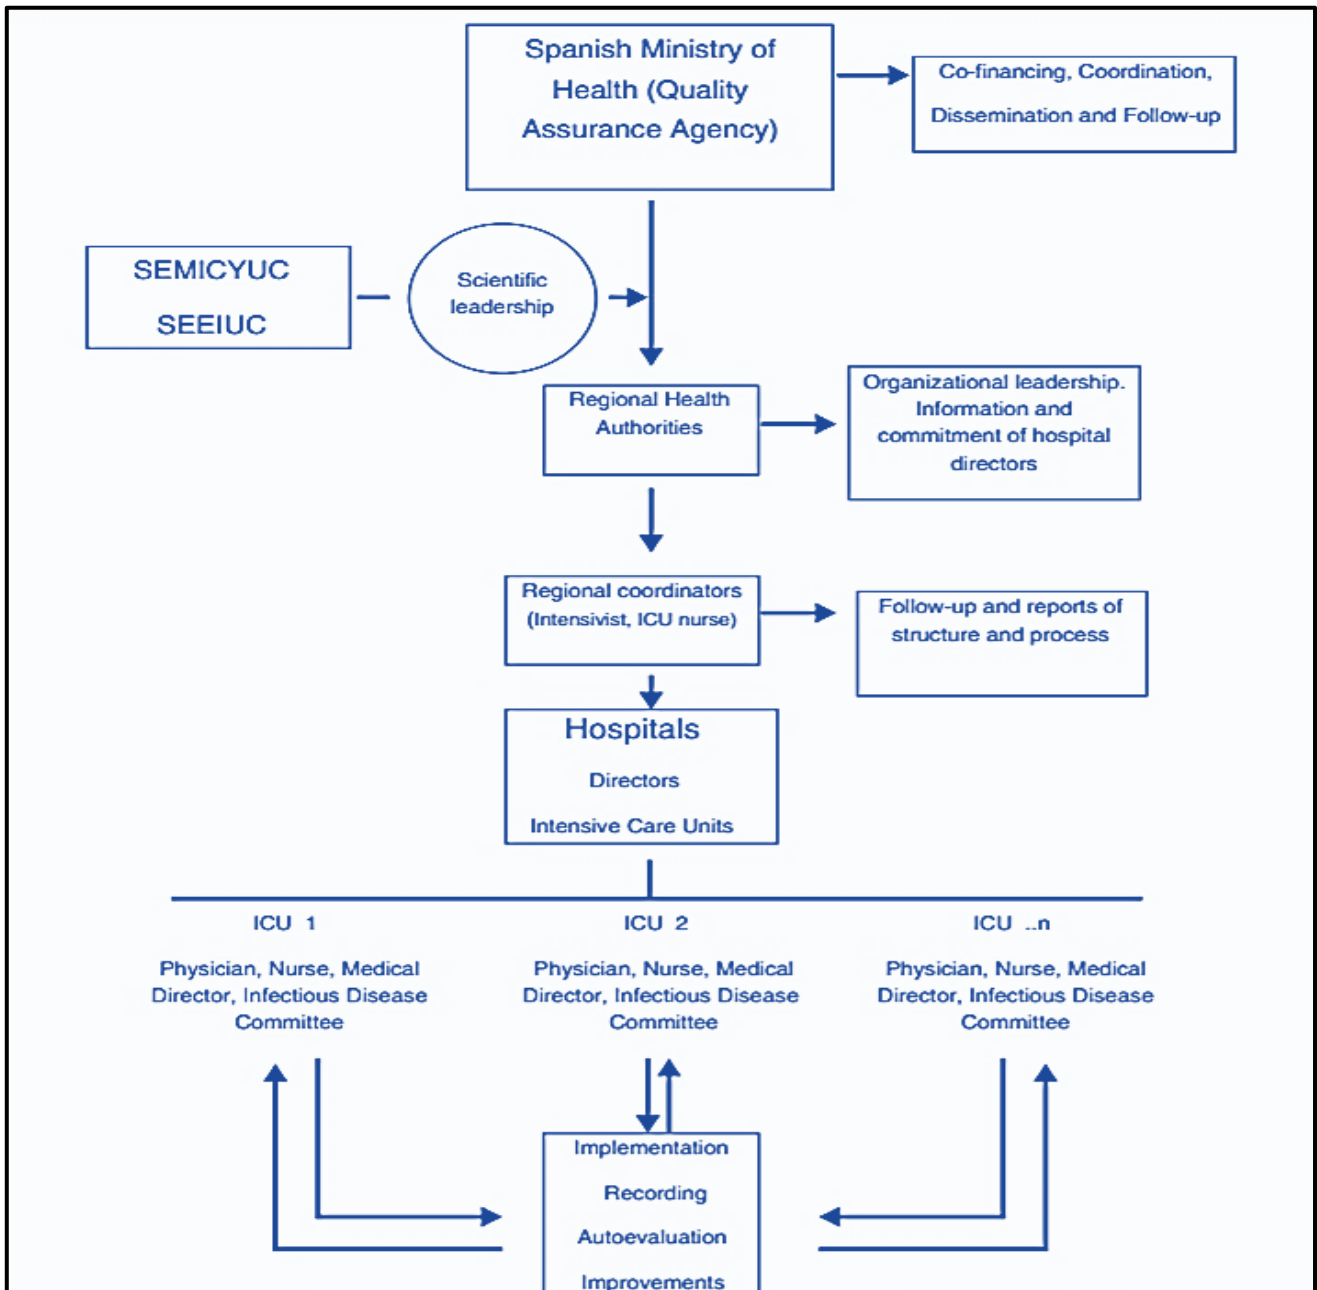 Spanish Ministry of
Health (Quality
Assurance Agency)
Co-financing, Coordination,
Dissemination and Follow-up
SEMICYUC
SEEIUC
Scientific
leadership
Regional Health
Authorities
Organizational leadership.
Information and
commitment of hospital
directors
Regional coordinators
(Intensivist, ICU nurse)
Follow-up and reports of
structure and process
Hospitals
Directors
Intensive Care Units
ICU 1
Physician, Nurse, Medical
Director, Infectious Disease
Committee
ICU 2
Physician, Nurse, Medical
Director, Infectious Disease
Committee
ICU ..n
Physician, Nurse, Medical
Director, Infectious Disease
Committee
Implementation
Recording
Autoevaluation
Improvements